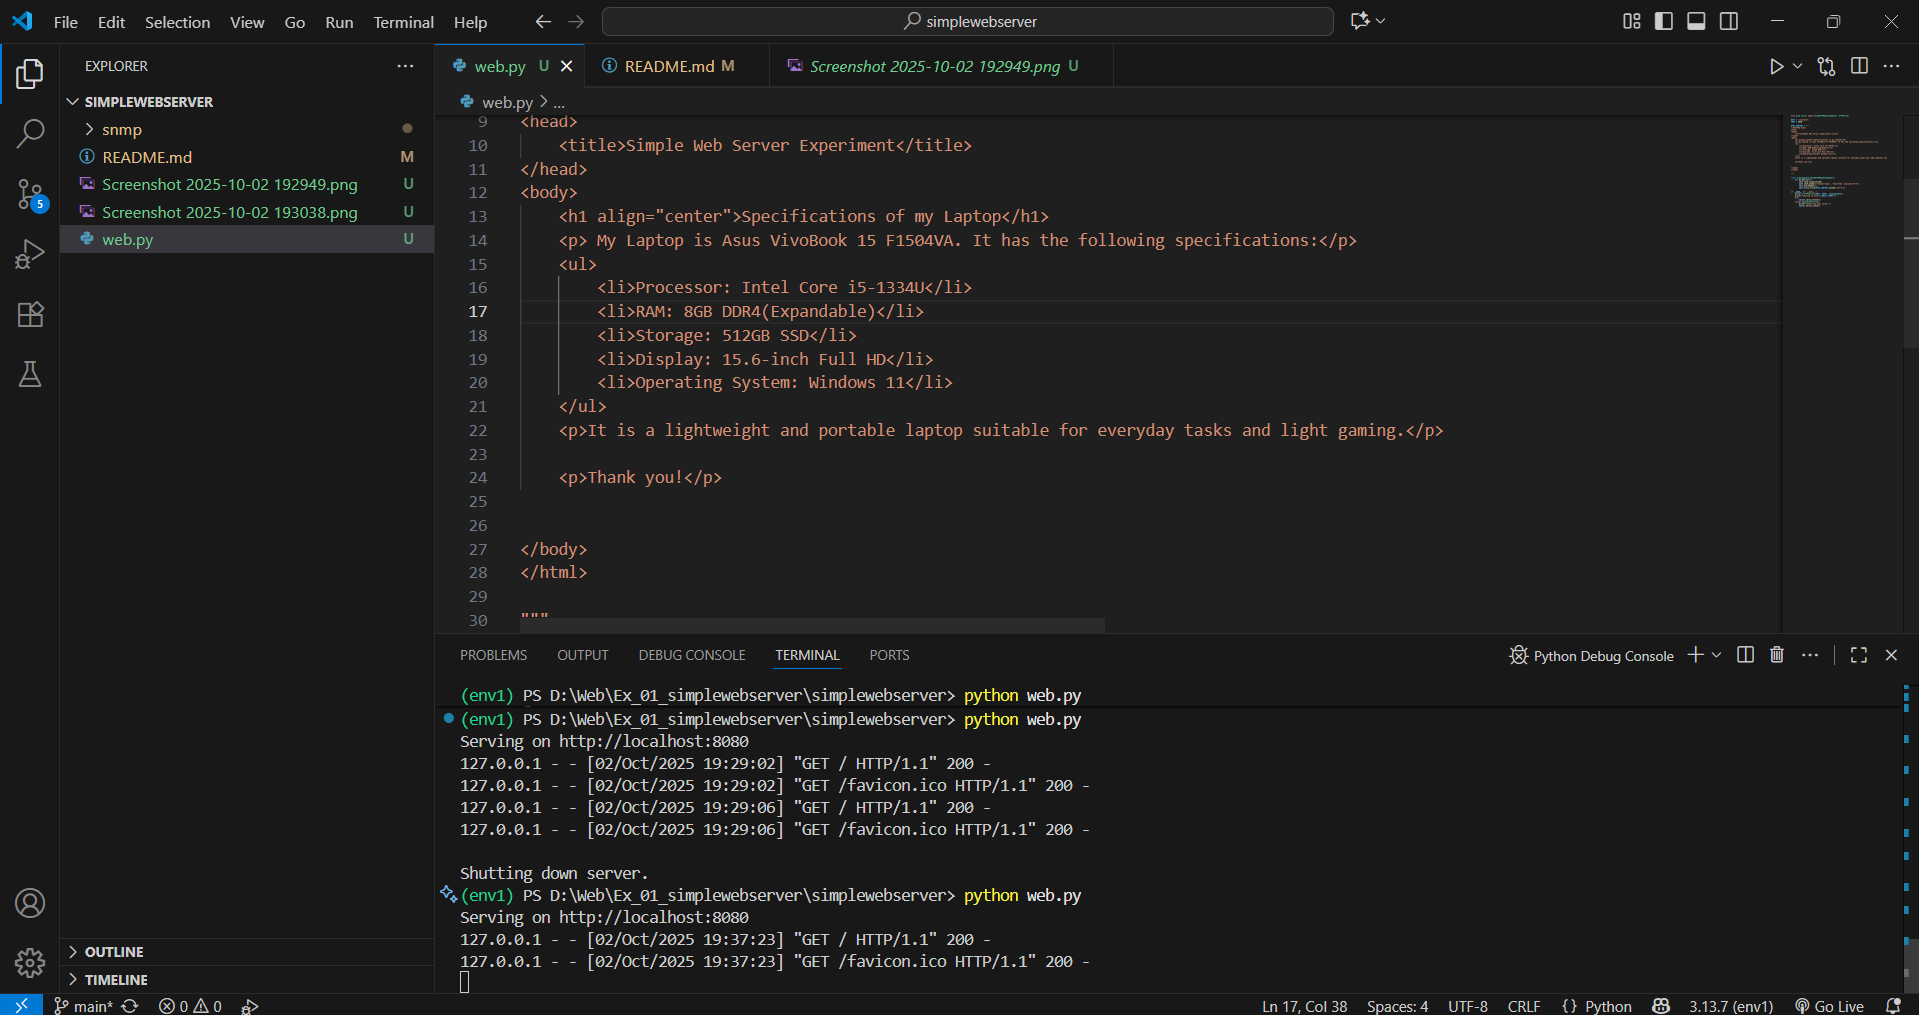 File Edit Selection View Go Run Terminal Help
simplewebserver
EXPLORER
SIMPLEWEBSERVER
snmp
README.md M
Screenshot 2025-10-02 192949.png U
Screenshot 2025-10-02 193038.png U
web.py U
OUTLINE
TIMELINE
web.py U
README.md M
Screenshot 2025-10-02 192949.png U
web.py > ...
9 <head>
10 <title>Simple Web Server Experiment</title>
11 </head>
12 <body>
13 <h1 align="center">Specifications of my Laptop</h1>
14 <p> My Laptop is Asus VivoBook 15 F1504VA. It has the following specifications:</p>
15 <ul>
16 <li>Processor: Intel Core i5-1334U</li>
17 <li>RAM: 8GB DDR4(Expandable)</li>
18 <li>Storage: 512GB SSD</li>
19 <li>Display: 15.6-inch Full HD</li>
20 <li>Operating System: Windows 11</li>
21 </ul>
22 <p>It is a lightweight and portable laptop suitable for everyday tasks and light gaming.</p>
23
24 <p>Thank you!</p>
25
26
27 </body>
28 </html>
29
30 """
PROBLEMS OUTPUT DEBUG CONSOLE TERMINAL PORTS
Python Debug Console
(env1) PS D:\Web\Ex_01_simplewebserver\simplewebserver> python web.py
(env1) PS D:\Web\Ex_01_simplewebserver\simplewebserver> python web.py
Serving on http://localhost:8080
127.0.0.1 - - [02/Oct/2025 19:29:02] "GET / HTTP/1.1" 200 -
127.0.0.1 - - [02/Oct/2025 19:29:02] "GET /favicon.ico HTTP/1.1" 200 -
127.0.0.1 - - [02/Oct/2025 19:29:06] "GET / HTTP/1.1" 200 -
127.0.0.1 - - [02/Oct/2025 19:29:06] "GET /favicon.ico HTTP/1.1" 200 -
Shutting down server.
(env1) PS D:\Web\Ex_01_simplewebserver\simplewebserver> python web.py
Serving on http://localhost:8080
127.0.0.1 - - [02/Oct/2025 19:37:23] "GET / HTTP/1.1" 200 -
127.0.0.1 - - [02/Oct/2025 19:37:23] "GET /favicon.ico HTTP/1.1" 200 -
5
main* 0 0
Ln 17, Col 38 Spaces: 4 UTF-8 CRLF {} Python 3.13.7 (env1) Go Live